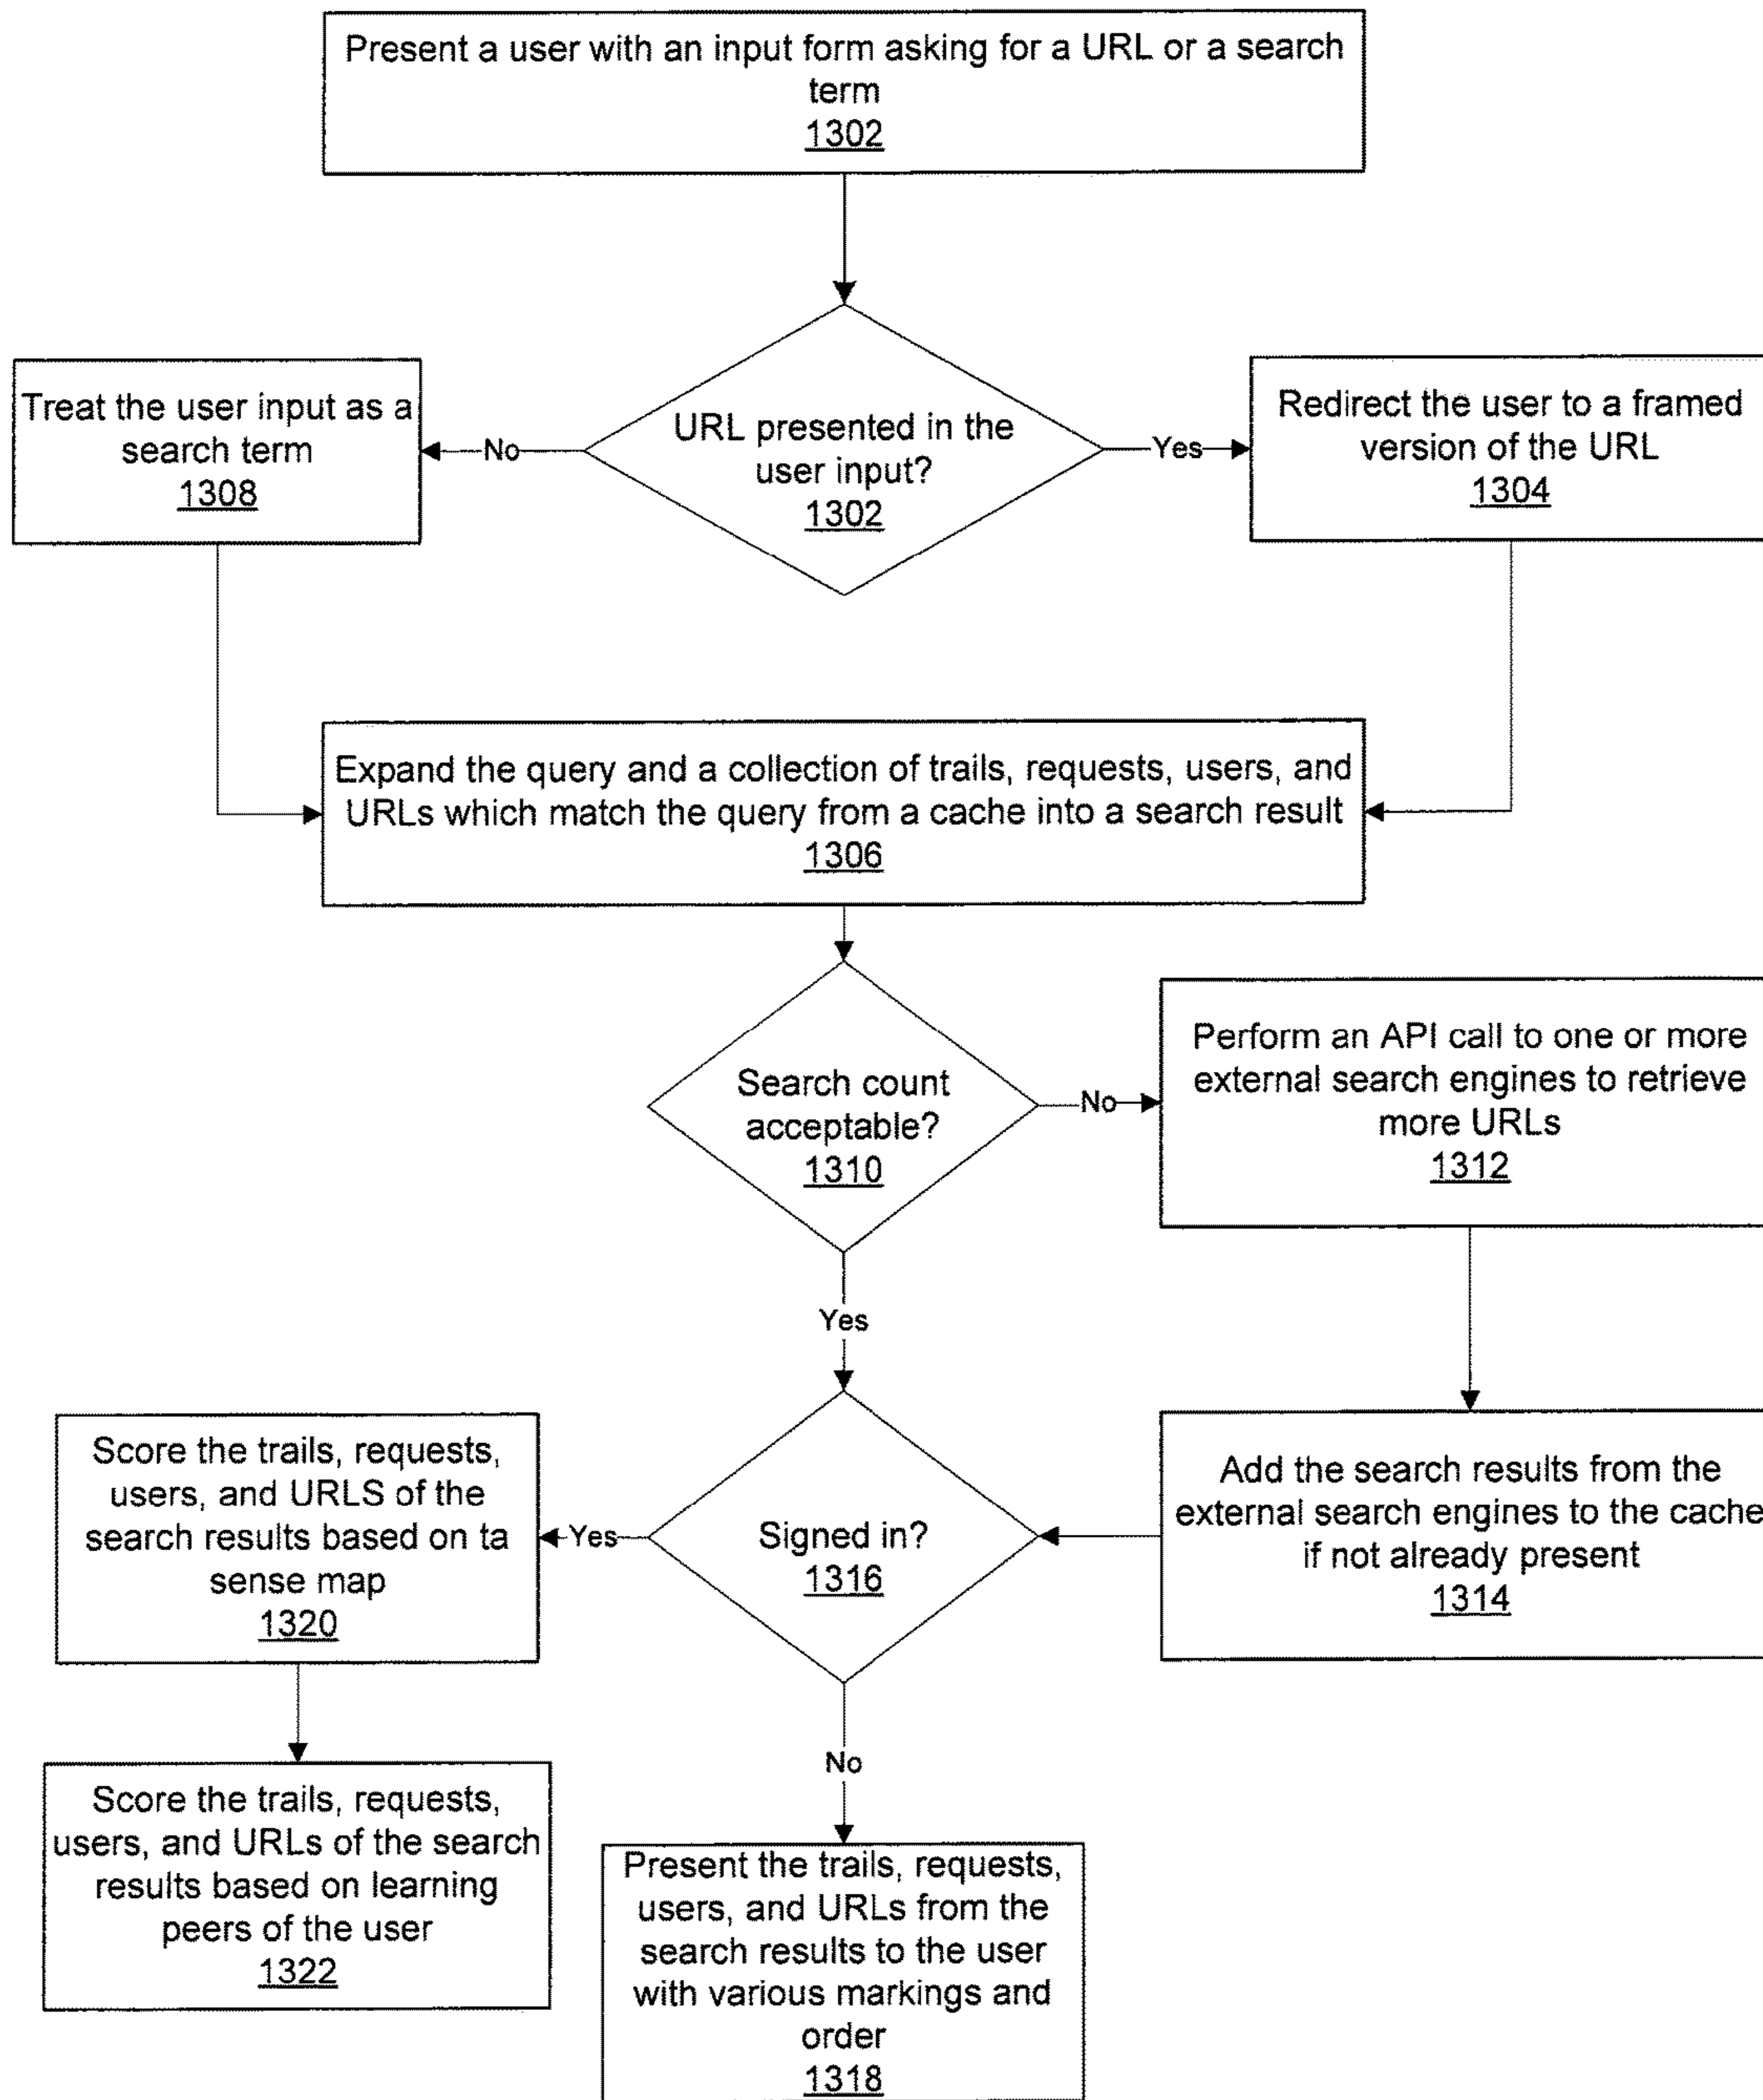 Present a user with an input form asking for a URL or a search
term
1302
Treat the user input as a
search term
1308
No
URL presented in the
user input?
1302
Yes
Redirect the user to a framed
version of the URL
1304
Expand the query and a collection of trails, requests, users, and
URLs which match the query from a cache into a search result
1306
Search count
acceptable?
1310
No
Perform an API call to one or more
external search engines to retrieve
more URLs
1312
Yes
Score the trails, requests,
users, and URLS of the
search results based on ta
sense map
1320
Yes
Signed in?
1316
Add the search results from the
external search engines to the cache
if not already present
1314
No
Score the trails, requests,
users, and URLs of the search
results based on learning
peers of the user
1322
Present the trails, requests,
users, and URLs from the
search results to the user
with various markings and
order
1318